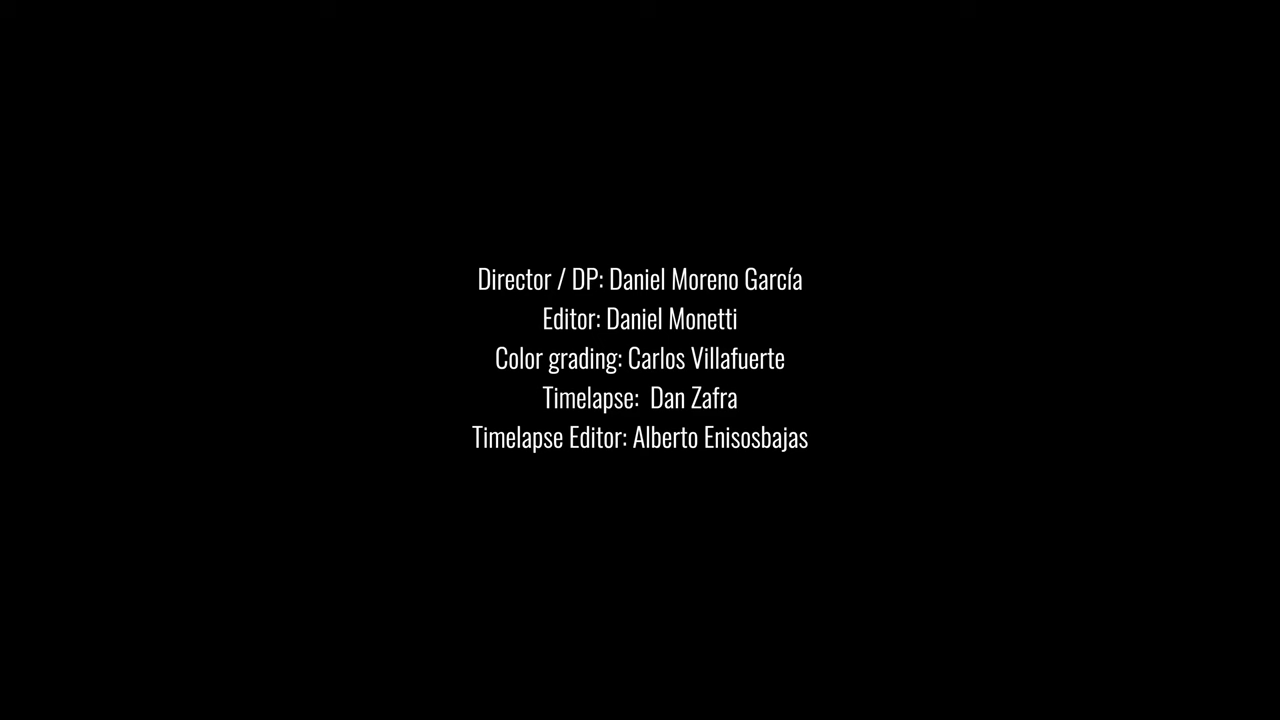 Director / DP: Daniel Moreno García
Editor: Daniel Monetti
Color grading: Carlos Villafuerte
Timelapse:  Dan Zafra
Timelapse Editor: Alberto Enisosbajas